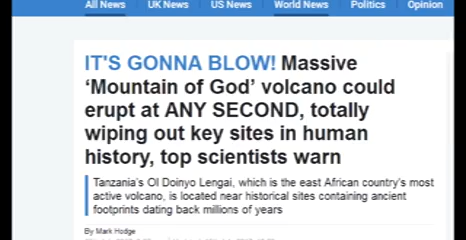 All News UK News US News World News Politics Opinion
IT'S GONNA BLOW! Massive
‘Mountain of God’ volcano could
erupt at ANY SECOND, totally
wiping out key sites in human
history, top scientists warn
Tanzania's Ol Doinyo Lengai, which is the east African country's most
active volcano, is located near historical sites containing ancient
footprints dating back millions of years
By Mark Hodge